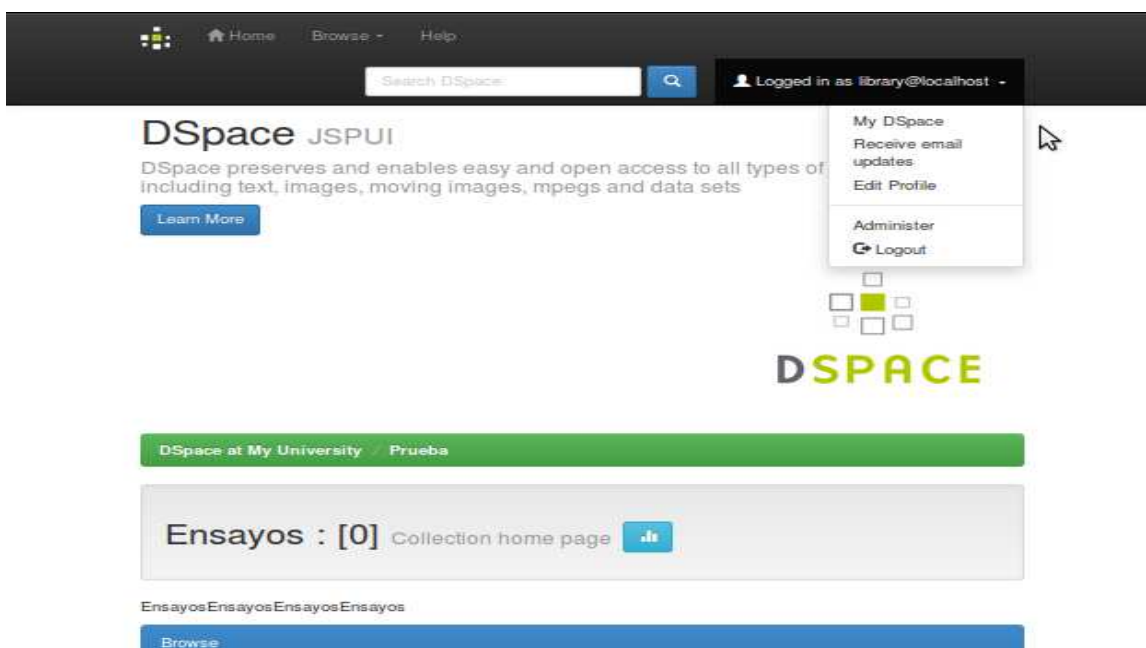 Home Browse Help
Search DSpace
Logged in as library@localhost
My DSpace
Receive email
updates
Edit Profile
Administer
Logout
DSpace JSPUI
DSpace preserves and enables easy and open access to all types of
including text, images, moving images, mpegs and data sets
Learn More
DSPACE
DSpace at My University / Prueba
Ensayos : [0] Collection home page
EnsayosEnsayosEnsayosEnsayos
Browse